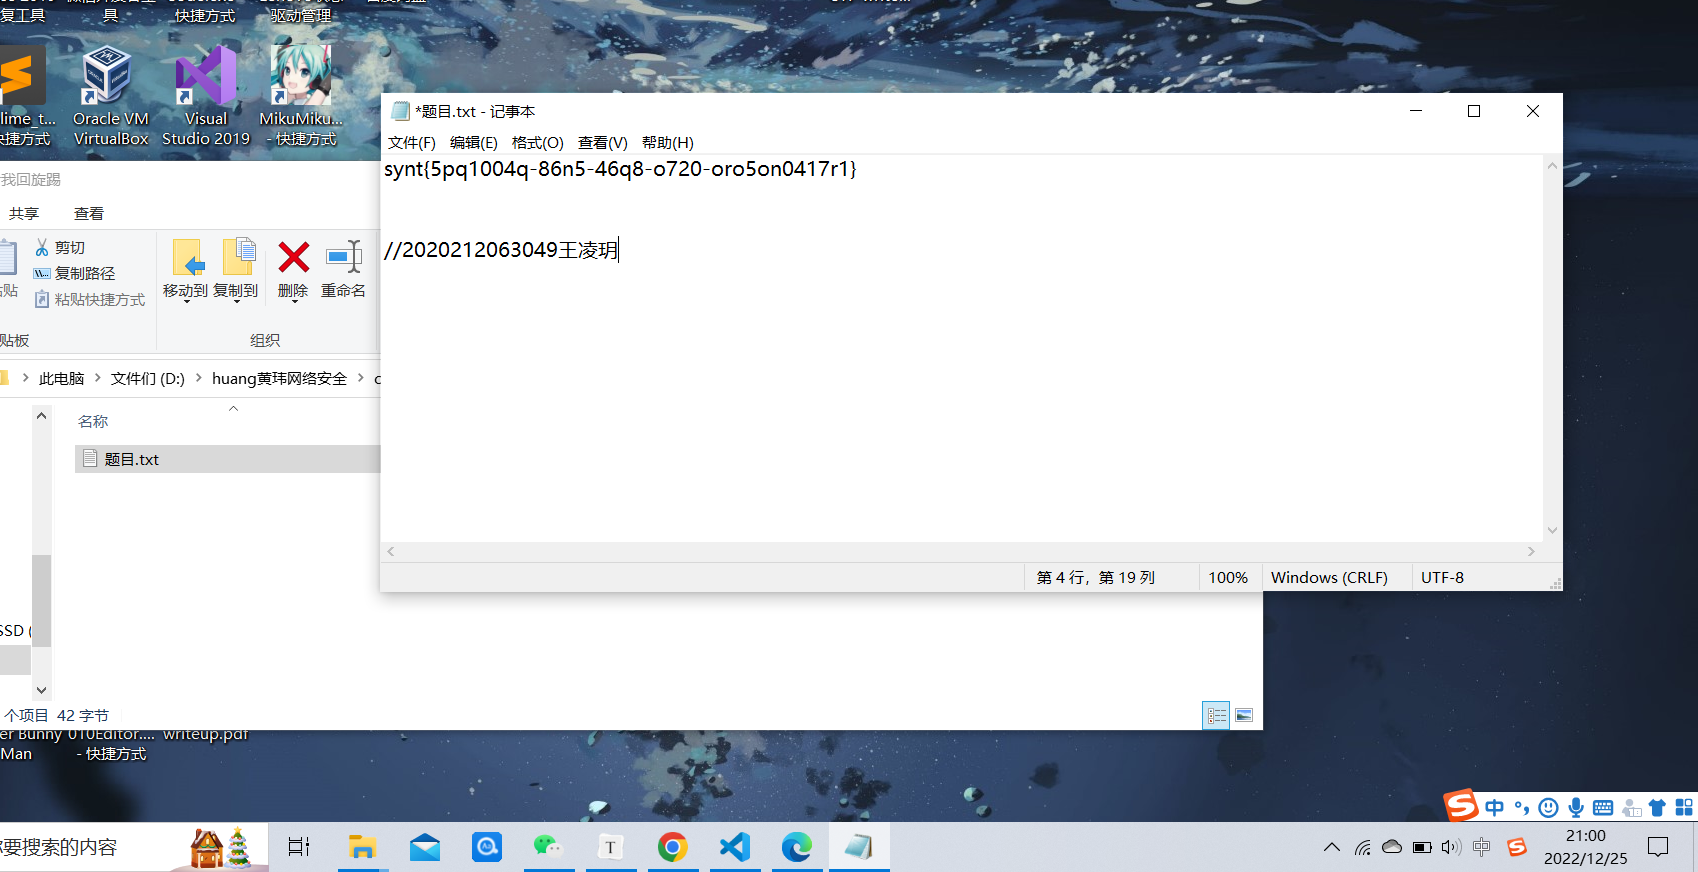 复工具
具
快捷方式
驱动管理
lime_t...
快捷方式
Oracle VM
VirtualBox
Visual
Studio 2019
MikuMiku...
- 快捷方式
*题目.txt - 记事本
文件(F) 编辑(E) 格式(O) 查看(V) 帮助(H)
synt{5pq1004q-86n5-46q8-o720-oro5on0417r1}
//2020212063049王凌玥
第 4 行，第 19 列
100%
Windows (CRLF)
UTF-8
我回旋踢
共享 查看
剪切
复制路径
粘贴快捷方式
贴
贴板
移动到
复制到
删除
重命名
组织
此电脑
文件们 (D:)
huang黄玮网络安全
c
名称
题目.txt
SSD (
个项目 42 字节
er Bunny
Man
010Editor....
- 快捷方式
writeup.pdf
中
要搜索的内容
T
中
21:00
2022/12/25